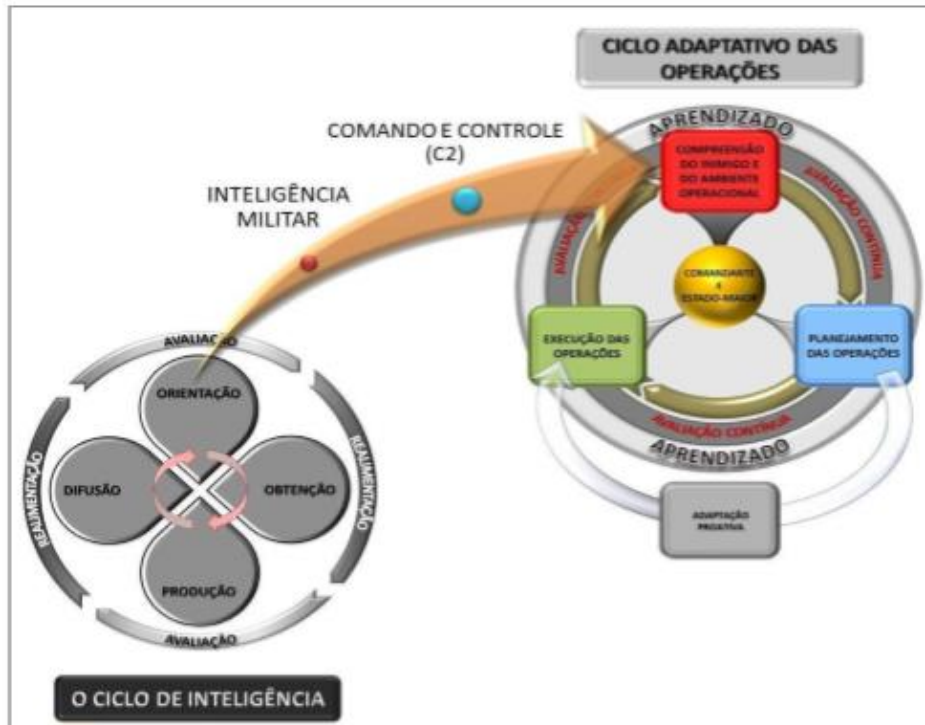 CICLO ADAPTATIVO DAS
OPERAÇÕES
APRENDIZADO
COMPREENSÃO
DO INIMIGO E
DO AMBIENTE
OPERACIONAL
COMANDO E CONTROLE
(C2)
INTELIGÊNCIA
MILITAR
AVALIAÇÃO
AVALIAÇÃO CONTÍNUA
COMANDANTE
E
ESTADO-MAIOR
EXECUÇÃO DAS
OPERAÇÕES
PLANEJAMENTO
DAS OPERAÇÕES
AVALIAÇÃO CONTÍNUA
APRENDIZADO
ADAPTAÇÃO
PROATIVA
AVALIAÇÃO
ORIENTAÇÃO
REALIMENTAÇÃO
DIFUSÃO
OBTENÇÃO
REALIMENTAÇÃO
PRODUÇÃO
AVALIAÇÃO
O CICLO DE INTELIGÊNCIA